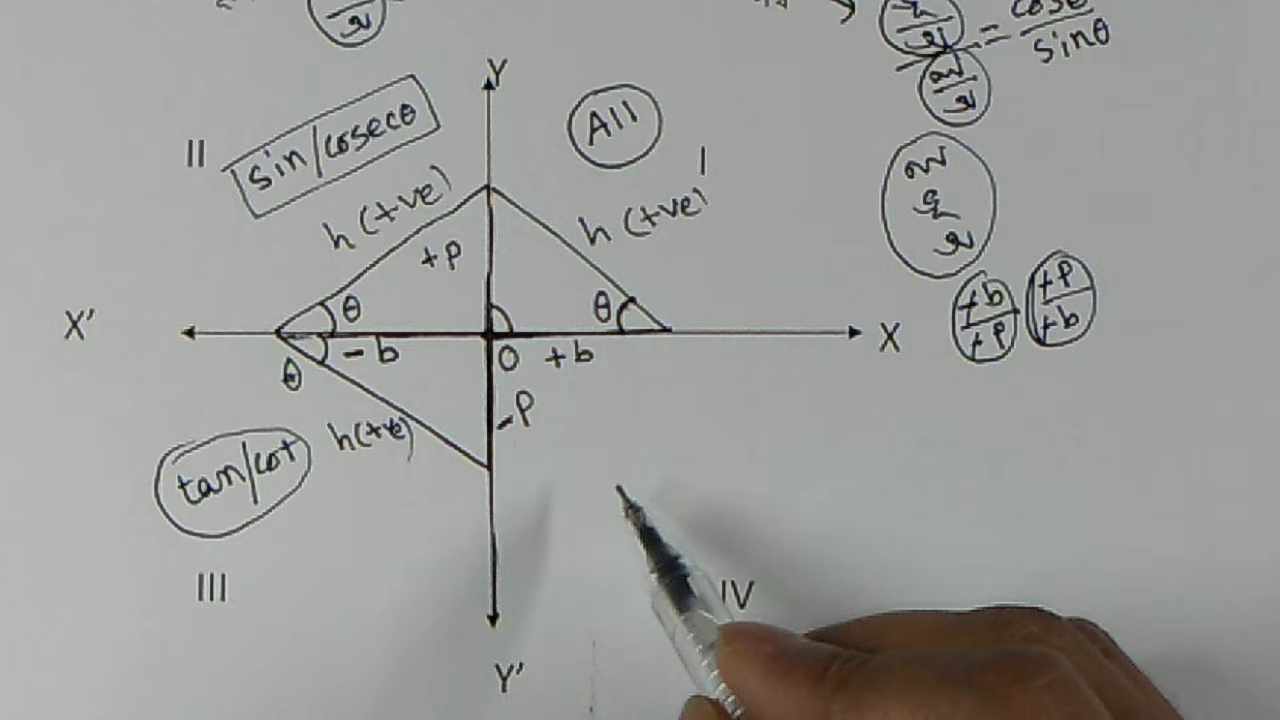 cosθ
= sinθ
Y
All
II
sin/cosecθ
I
h (+ve)
h (+ve)
+P
θ
θ
+b
+P
+P
+b
X'
X
-b
O
+b
θ
-P
h(+ve)
tan/cot
III
IV
Y'